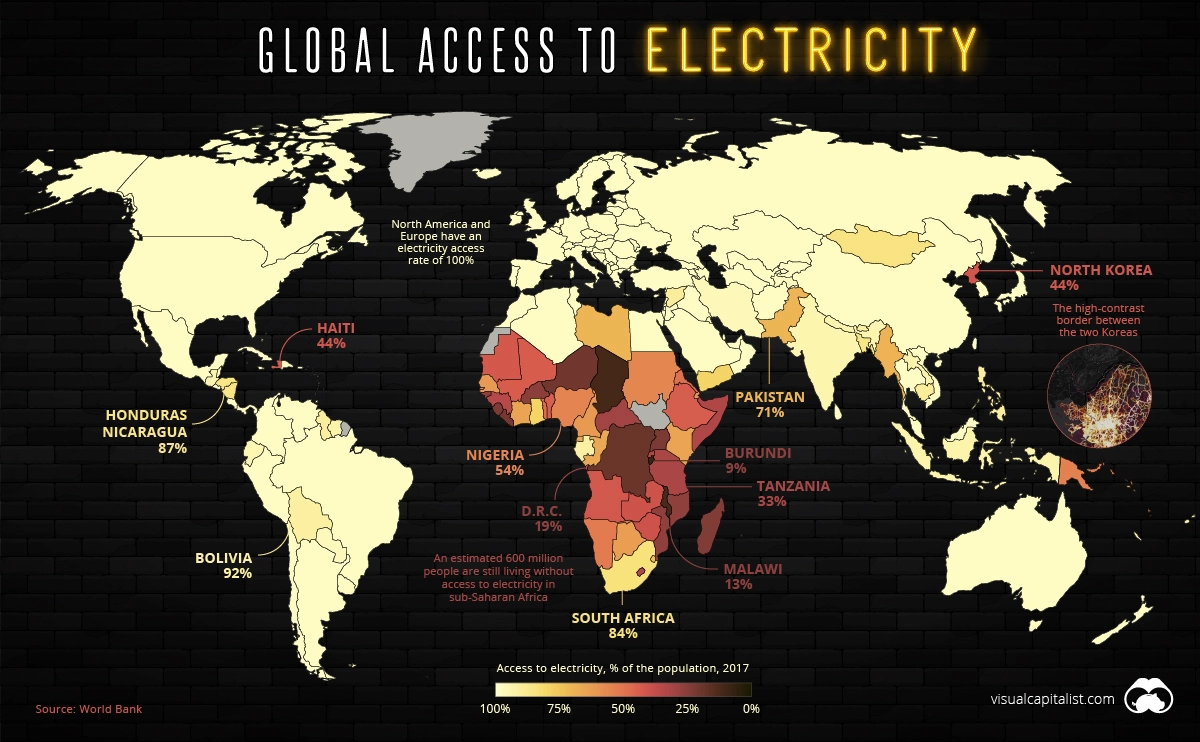 GLOBAL ACCESS TO ELECTRICITY
North America and
Europe have an
electricity access
rate of 100%
NORTH KOREA
44%
The high-contrast
border between
the two Koreas
HAITI
44%
HONDURAS
NICARAGUA
87%
PAKISTAN
71%
NIGERIA
54%
BURUNDI
9%
TANZANIA
33%
D.R.C.
19%
BOLIVIA
92%
An estimated 600 million
people are still living without
access to electricity in
sub-Saharan Africa
MALAWI
13%
SOUTH AFRICA
84%
Access to electricity, % of the population, 2017
100% 75% 50% 25% 0%
Source: World Bank
visualcapitalist.com